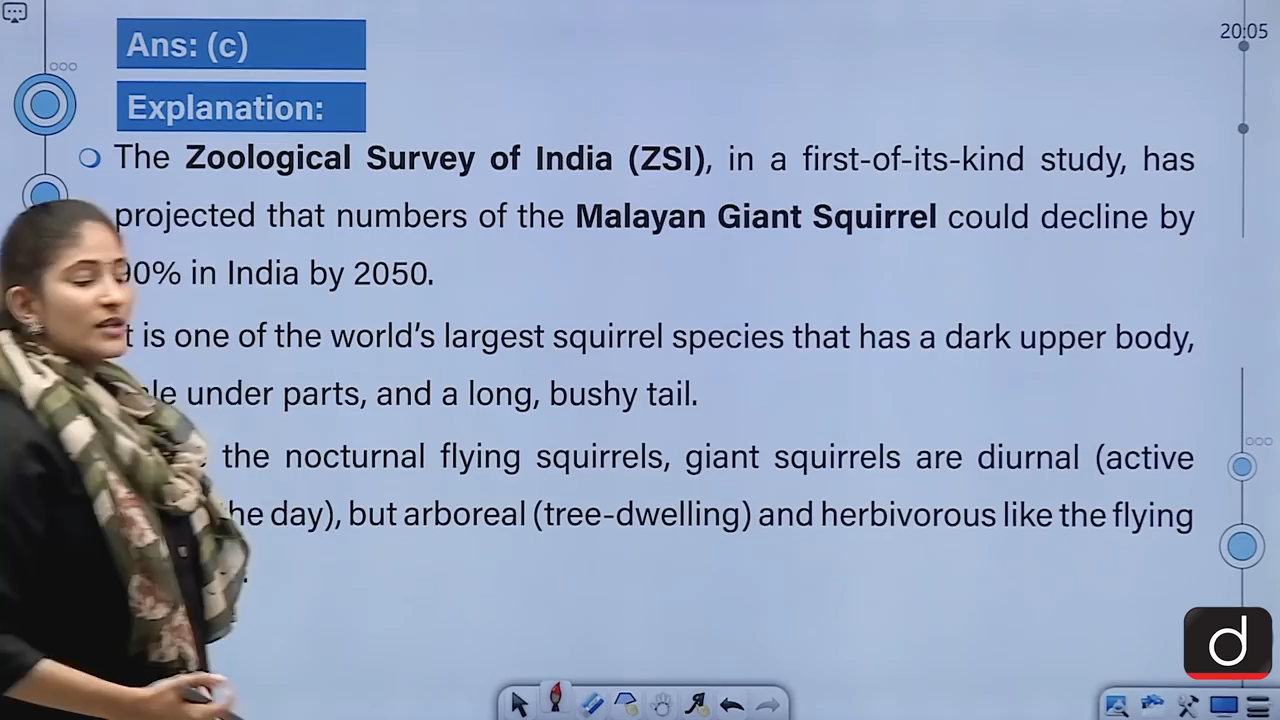 20:05
Ans: (c)
Explanation:
The Zoological Survey of India (ZSI), in a first-of-its-kind study, has
projected that numbers of the Malayan Giant Squirrel could decline by
90% in India by 2050.
is one of the world's largest squirrel species that has a dark upper body,
under parts, and a long, bushy tail.
the nocturnal flying squirrels, giant squirrels are diurnal (active
the day), but arboreal (tree-dwelling) and herbivorous like the flying
d